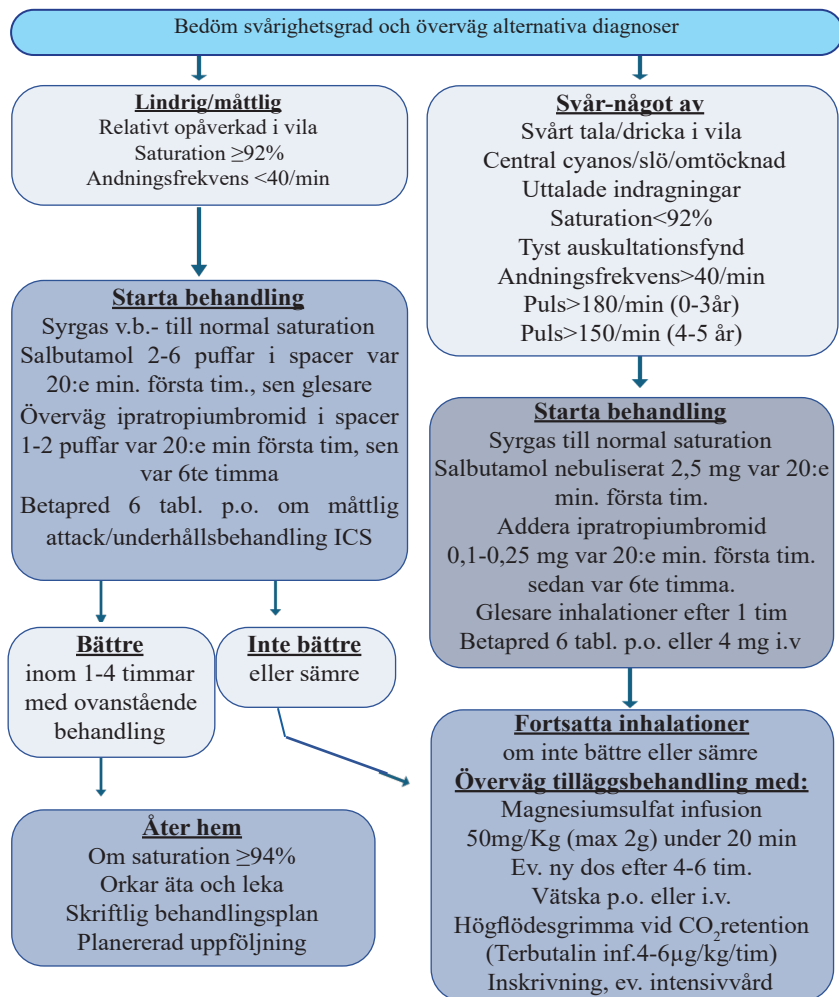 Bedöm svårighetsgrad och överväg alternativa diagnoser
Lindrig/måttlig
Relativt opåverkad i vila
Saturation ≥92%
Andningsfrekvens <40/min
Svår-något av
Svårt tala/dricka i vila
Central cyanos/slö/omtöcknad
Uttalade indragningar
Saturation<92%
Tyst auskultationsfynd
Andningsfrekvens>40/min
Puls>180/min (0-3år)
Puls>150/min (4-5 år)
Starta behandling
Syrgas v.b.- till normal saturation
Salbutamol 2-6 puffar i spacer var
20:e min. första tim., sen glesare
Överväg ipratropiumbromid i spacer
1-2 puffar var 20:e min första tim, sen
var 6te timma
Betapred 6 tabl. p.o. om måttlig
attack/underhållsbehandling ICS
Starta behandling
Syrgas till normal saturation
Salbutamol nebuliserat 2,5 mg var 20:e
min. första tim.
Addera ipratropiumbromid
0,1-0,25 mg var 20:e min. första tim.
sedan var 6te timma.
Glesare inhalationer efter 1 tim
Betapred 6 tabl. p.o. eller 4 mg i.v
Bättre
inom 1-4 timmar
med ovanstående
behandling
Inte bättre
eller sämre
Åter hem
Om saturation ≥94%
Orkar äta och leka
Skriftlig behandlingsplan
Planererad uppföljning
Fortsatta inhalationer
om inte bättre eller sämre
Överväg tilläggsbehandling med:
Magnesiumsulfat infusion
50mg/Kg (max 2g) under 20 min
Ev. ny dos efter 4-6 tim.
Vätska p.o. eller i.v.
Högflödesgrimma vid CO₂retention
(Terbutalin inf.4-6µg/kg/tim)
Inskrivning, ev. intensivvård